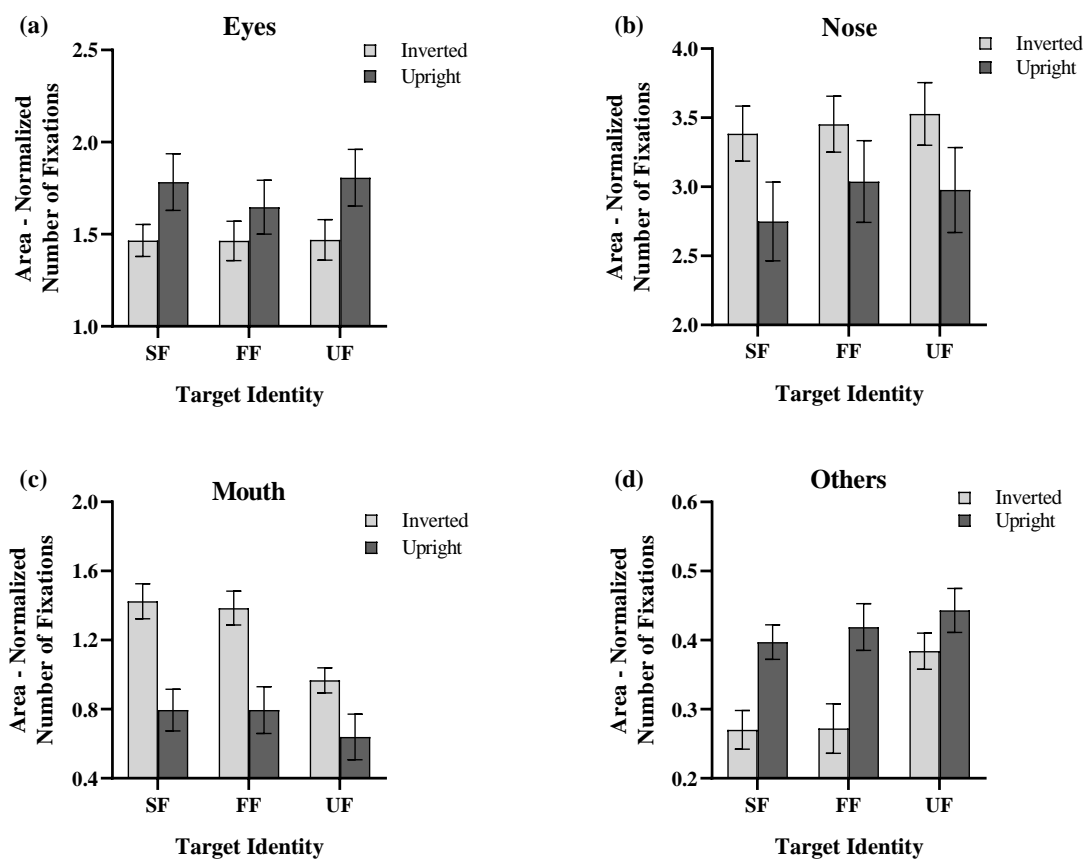 (a)
Eyes
Inverted
Upright
2.5
2.0
1.5
1.0
Area - Normalized
Number of Fixations
SF FF UF
Target Identity
(b)
Nose
Inverted
Upright
4.0
3.5
3.0
2.5
2.0
Area - Normalized
Number of Fixations
SF FF UF
Target Identity
(c)
Mouth
Inverted
Upright
2.0
1.6
1.2
0.8
0.4
Area - Normalized
Number of Fixations
SF FF UF
Target Identity
(d)
Others
Inverted
Upright
0.6
0.5
0.4
0.3
0.2
Area - Normalized
Number of Fixations
SF FF UF
Target Identity